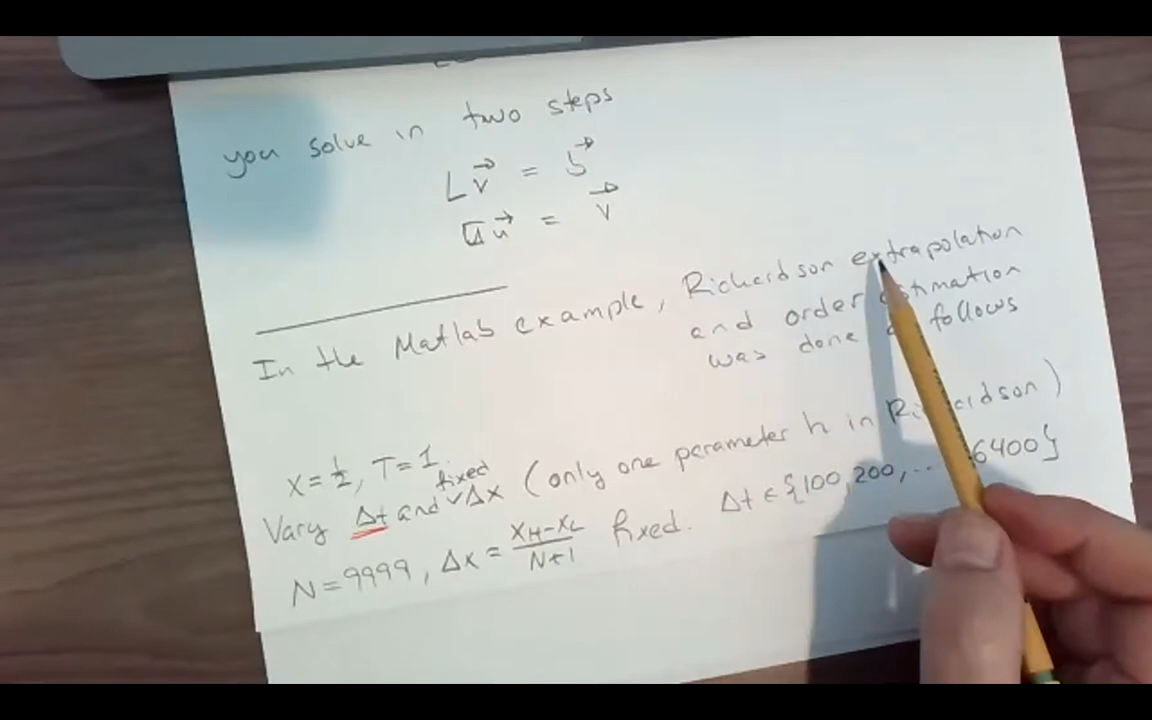 you solve in two steps
L v⃗ = b⃗
U u⃗ = v⃗
In the Matlab example, Richardson extrapolation
and order estimation
was done as follows
x = 1/2, T = 1.
fixed
Vary Δt and ˅Δx (only one parameter h in Richardson)
N = 9999, Δx = (x_H - x_L)/(N+1) fixed. Δt ∈ {100, 200, ... 6400}